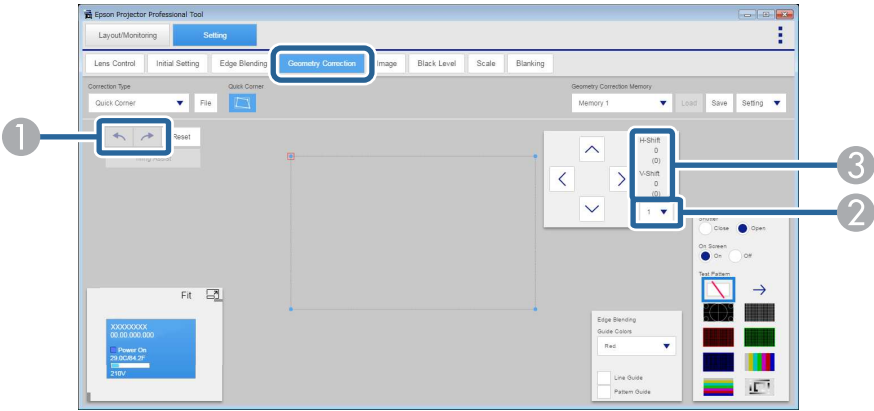 Epson Projector Professional Tool
Layout/Monitoring Setting
Lens Control Initial Setting Edge Blending Geometry Correction Image Black Level Scale Blanking
Correction Type Quick Corner Geometry Correction Memory
Quick Corner File Memory 1 Load Save Setting
1 Reset
H-Shift
0
(0)
V-Shift
0
(0)
3
1
2
Shutter
Close Open
On Screen
On Off
Test Pattern
Fit
XXXXXXXX
00.00.000.000
Power On
29.0C/84.2F
210V
Edge Blending
Guide Colors
Red
Line Guide
Pattern Guide